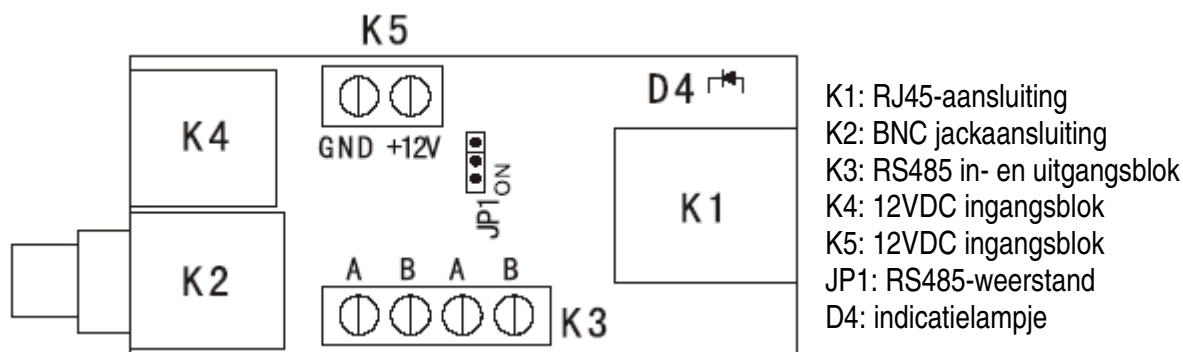 K5
D4
K4
GND +12V
JP1
ON
K1
K2
A B A B
K3
K1: RJ45-aansluiting
K2: BNC jackaansluiting
K3: RS485 in- en uitgangsblok
K4: 12VDC ingangsblok
K5: 12VDC ingangsblok
JP1: RS485-weerstand
D4: indicatielampje